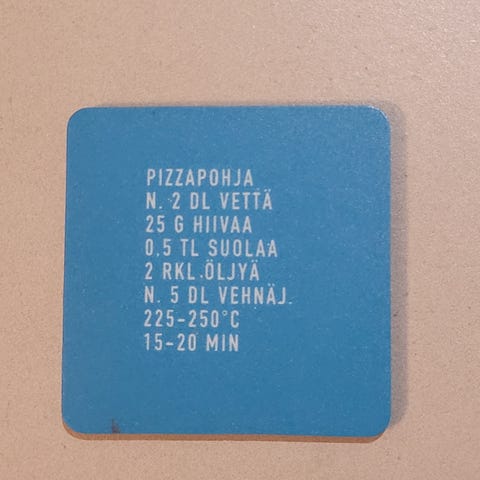 PIZZAPOHJA
N. 2 DL VETTÄ
25 G HIIVAA
0,5 TL SUOLAA
2 RKL ÖLJYÄ
N. 5 DL VEHNÄJ.
225-250°C
15-20 MIN